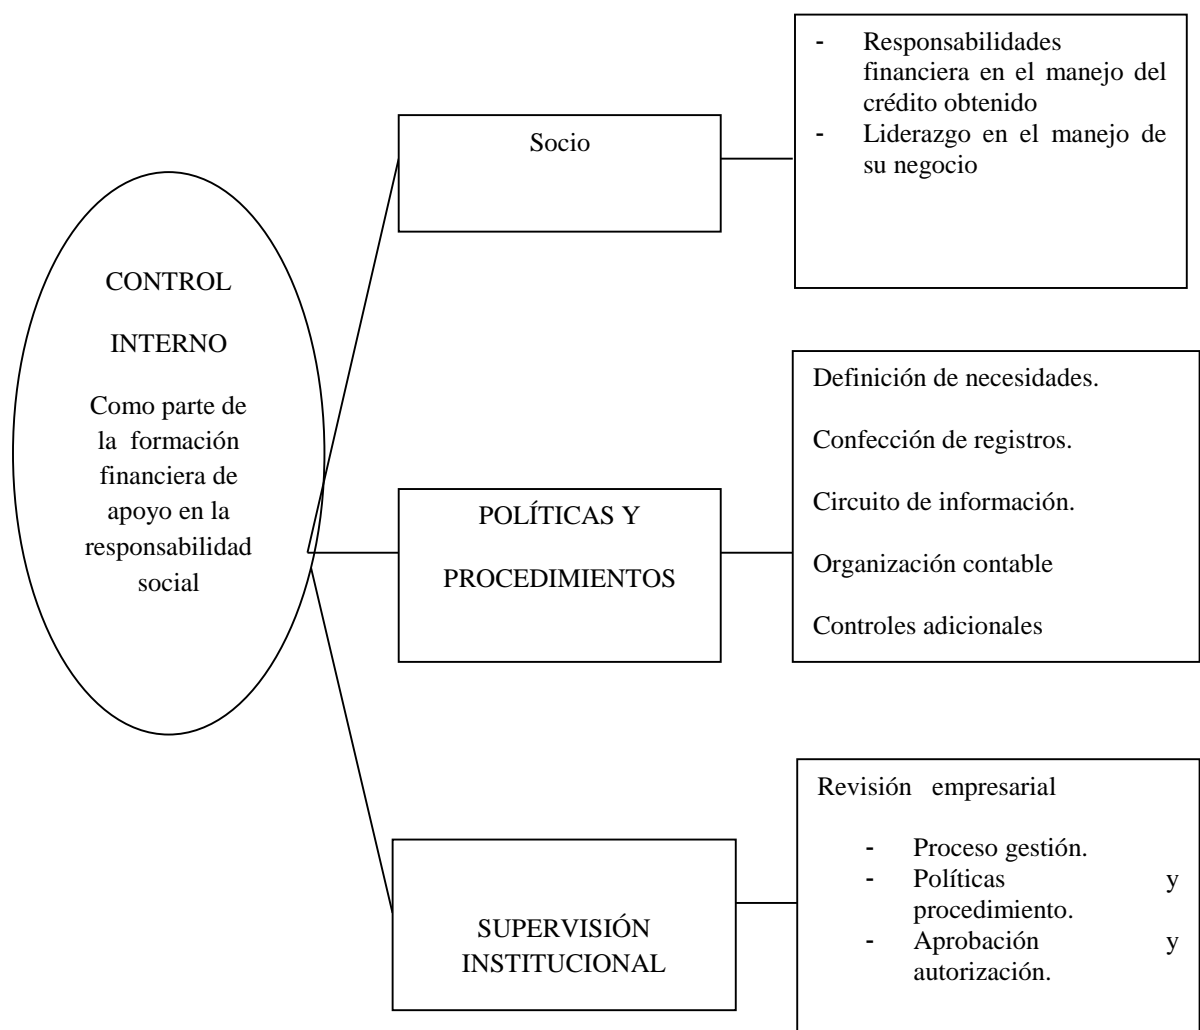 CONTROL
INTERNO
Como parte de
la formación
financiera de
apoyo en la
responsabilidad
social
Socio
- Responsabilidades
financiera en el manejo del
crédito obtenido
- Liderazgo en el manejo de
su negocio
POLÍTICAS Y
PROCEDIMIENTOS
Definición de necesidades.
Confección de registros.
Circuito de información.
Organización contable
Controles adicionales
SUPERVISIÓN
INSTITUCIONAL
Revisión empresarial
- Proceso gestión.
- Políticas y
procedimiento.
- Aprobación y
autorización.